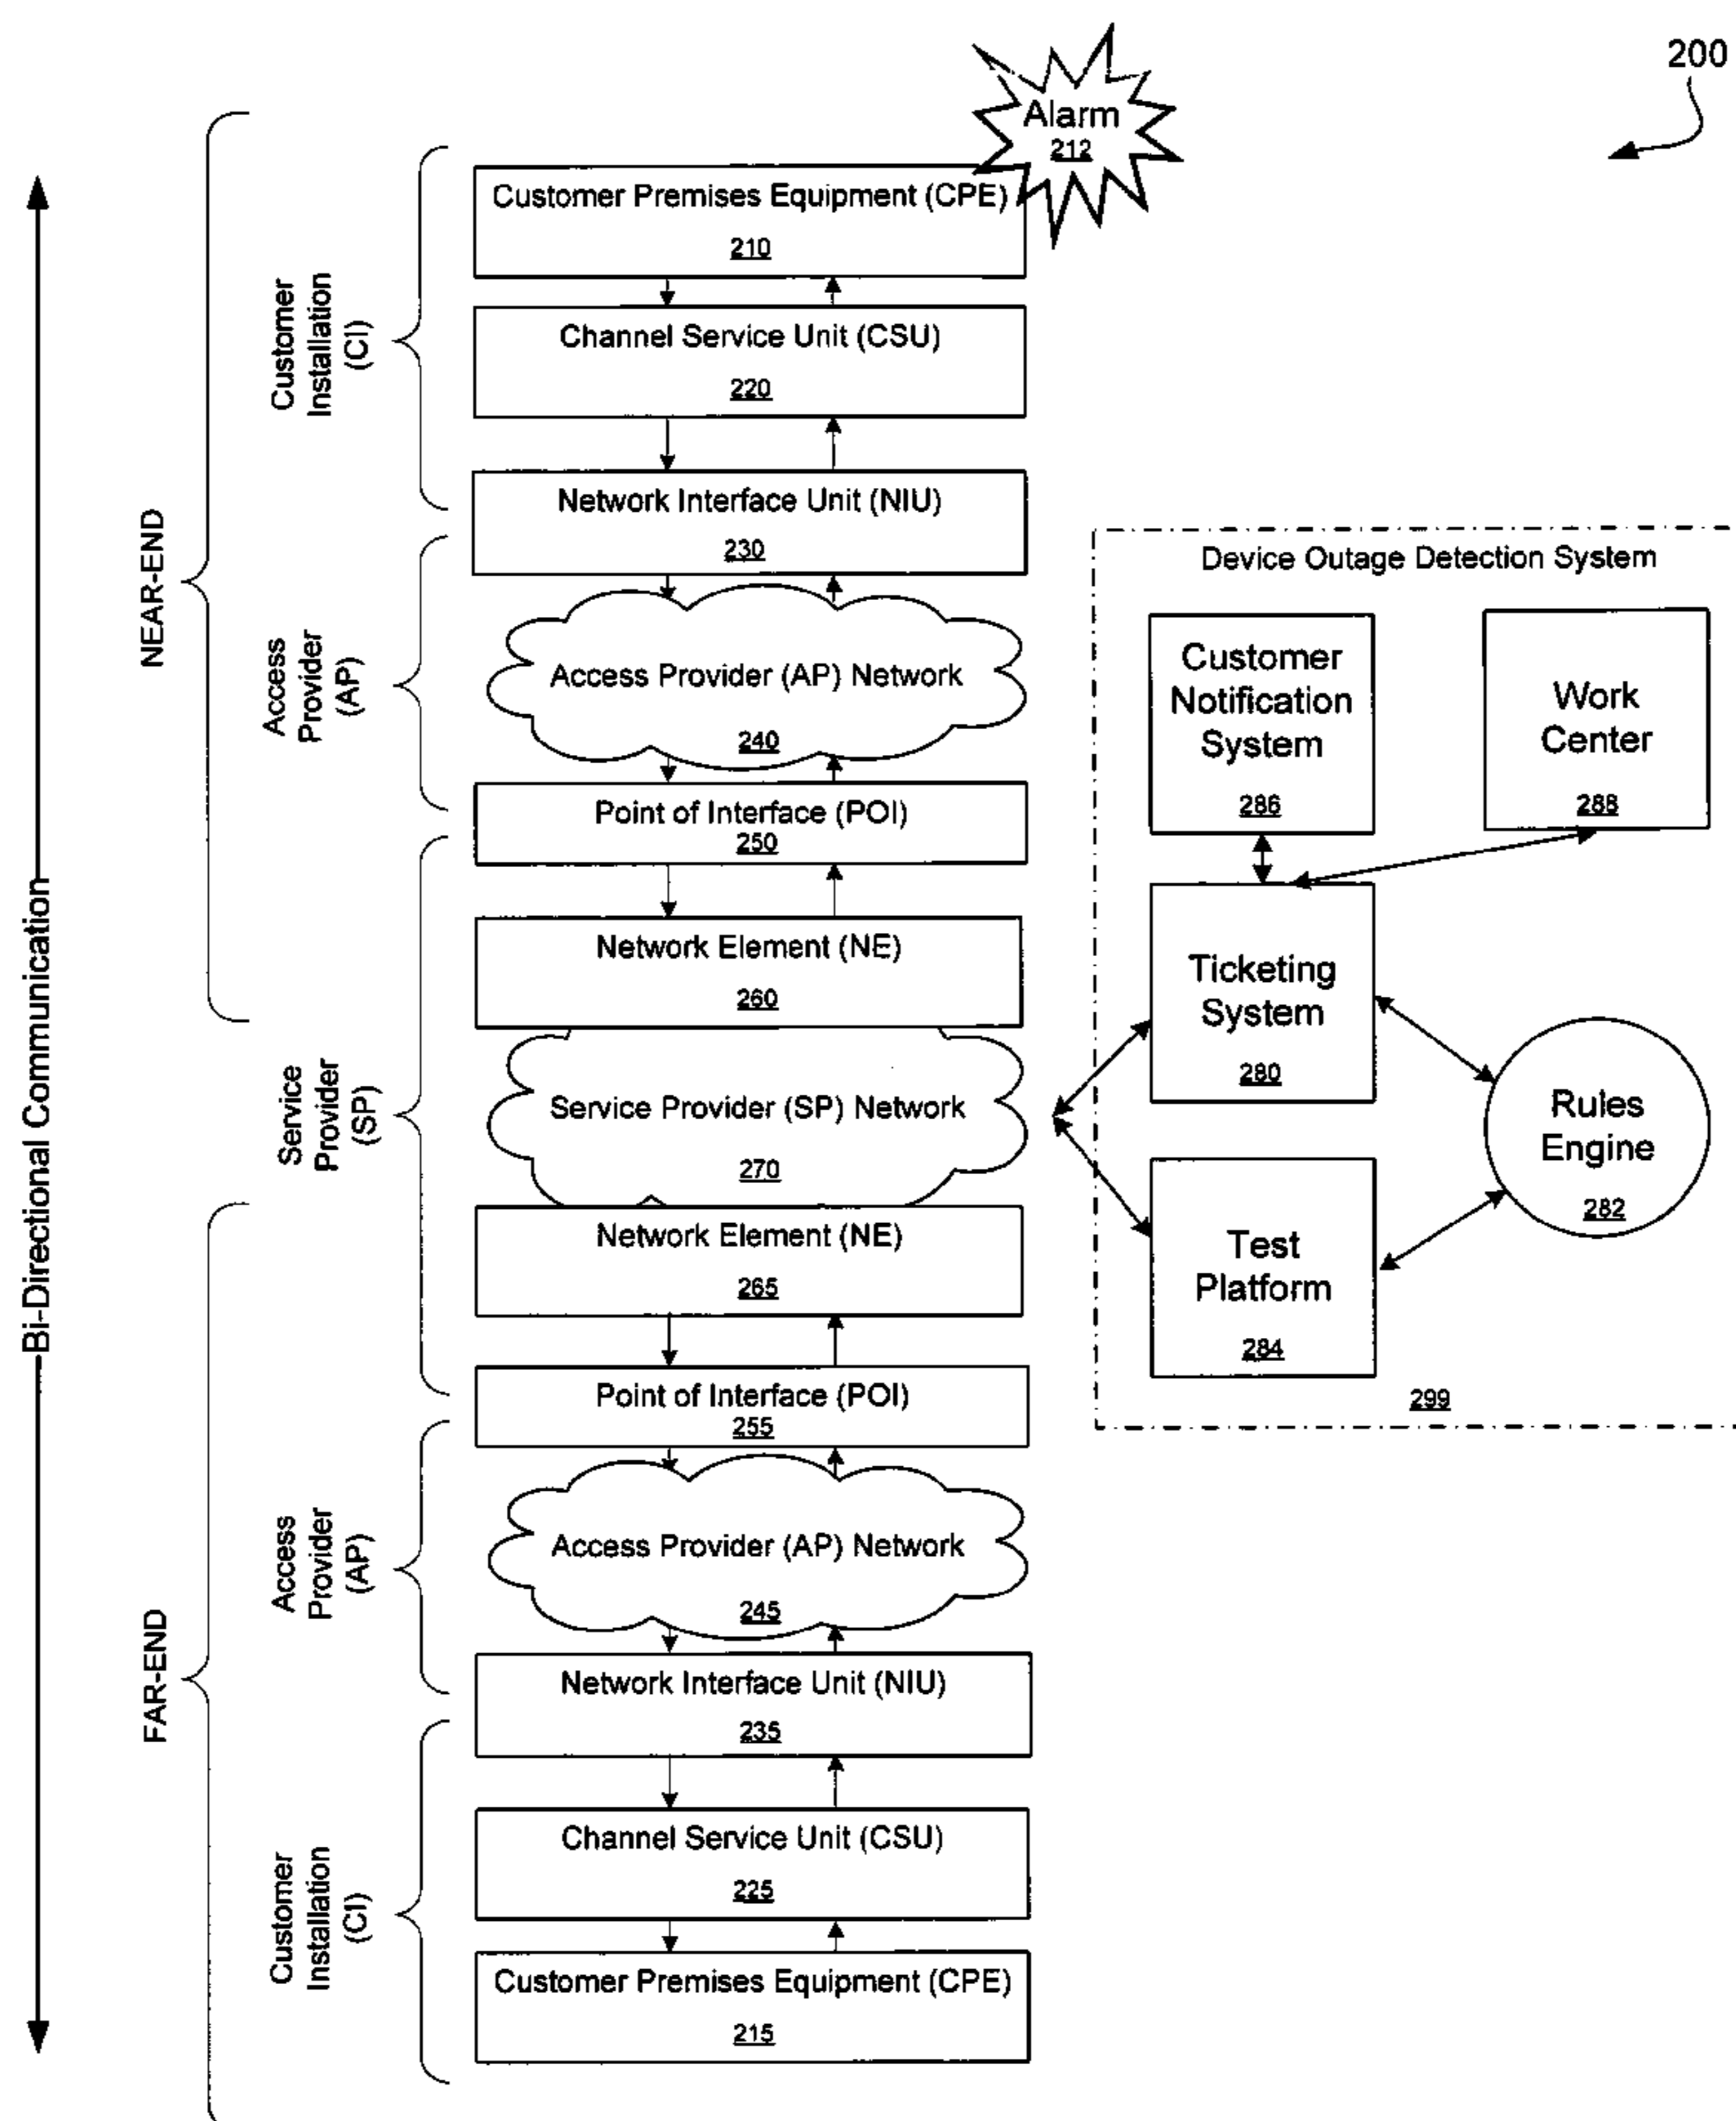 200
Alarm
212
Customer Premises Equipment (CPE)
210
Channel Service Unit (CSU)
220
Customer
Installation
(CI)
Network Interface Unit (NIU)
230
NEAR-END
Access
Provider
(AP)
Access Provider (AP) Network
240
Point of Interface (POI)
250
Network Element (NE)
260
Bi-Directional Communication
Service
Provider
(SP)
Service Provider (SP) Network
270
Network Element (NE)
265
Point of Interface (POI)
255
FAR-END
Access
Provider
(AP)
Access Provider (AP) Network
245
Network Interface Unit (NIU)
235
Customer
Installation
(CI)
Channel Service Unit (CSU)
225
Customer Premises Equipment (CPE)
215
Device Outage Detection System
Customer
Notification
System
286
Work
Center
288
Ticketing
System
280
Rules
Engine
282
Test
Platform
284
299